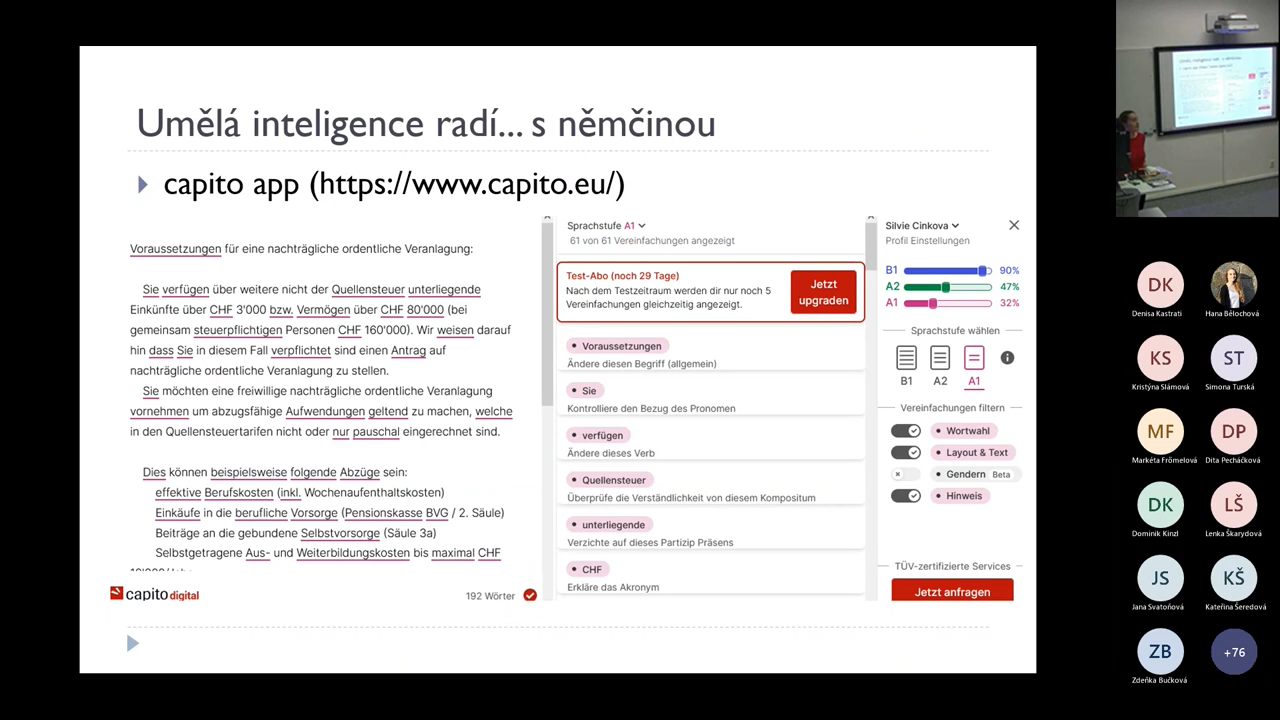 Umělá inteligence radí... s němčinou
capito app (https://www.capito.eu/)
Voraussetzungen für eine nachträgliche ordentliche Veranlagung:
Sie verfügen über weitere nicht der Quellensteuer unterliegende
Einkünfte über CHF 3'000 bzw. Vermögen über CHF 80'000 (bei
gemeinsam steuerpflichtigen Personen CHF 160'000). Wir weisen darauf
hin dass Sie in diesem Fall verpflichtet sind einen Antrag auf
nachträgliche ordentliche Veranlagung zu stellen.
Sie möchten eine freiwillige nachträgliche ordentliche Veranlagung
vornehmen um abzugsfähige Aufwendungen geltend zu machen, welche
in den Quellensteuertarifen nicht oder nur pauschal eingerechnet sind.
Dies können beispielsweise folgende Abzüge sein:
effektive Berufskosten (inkl. Wochenaufenthaltskosten)
Einkäufe in die berufliche Vorsorge (Pensionskasse BVG / 2. Säule)
Beiträge an die gebundene Selbstvorsorge (Säule 3a)
Selbstgetragene Aus- und Weiterbildungskosten bis maximal CHF
capito digital
192 Wörter
Sprachstufe A1
61 von 61 Vereinfachungen angezeigt
Test-Abo (noch 29 Tage)
Nach dem Testzeitraum werden dir nur noch 5
Vereinfachungen gleichzeitig angezeigt.
Jetzt
upgraden
Voraussetzungen
Ändere diesen Begriff (allgemein)
Sie
Kontrolliere den Bezug des Pronomen
verfügen
Ändere dieses Verb
Quellensteuer
Überprüfe die Verständlichkeit von diesem Kompositum
unterliegende
Verzichte auf dieses Partizip Präsens
CHF
Erkläre das Akronym
Silvie Cinkova
Profil Einstellungen
B1 90%
A2 47%
A1 32%
Sprachstufe wählen
B1 A2 A1
Vereinfachungen filtern
Wortwahl
Layout & Text
Gendern Beta
Hinweis
TÜV-zertifizierte Services
Jetzt anfragen
DK
Denisa Kastrati
Hana Bělochová
KS
Kristýna Slámová
ST
Simona Turská
MF
Markéta Frömelová
DP
Dita Pecháčková
DK
Dominik Kinzl
LŠ
Lenka Škarydová
JS
Jana Svatoňová
KŠ
Kateřina Šeredová
ZB
Zdeňka Bučková
+76